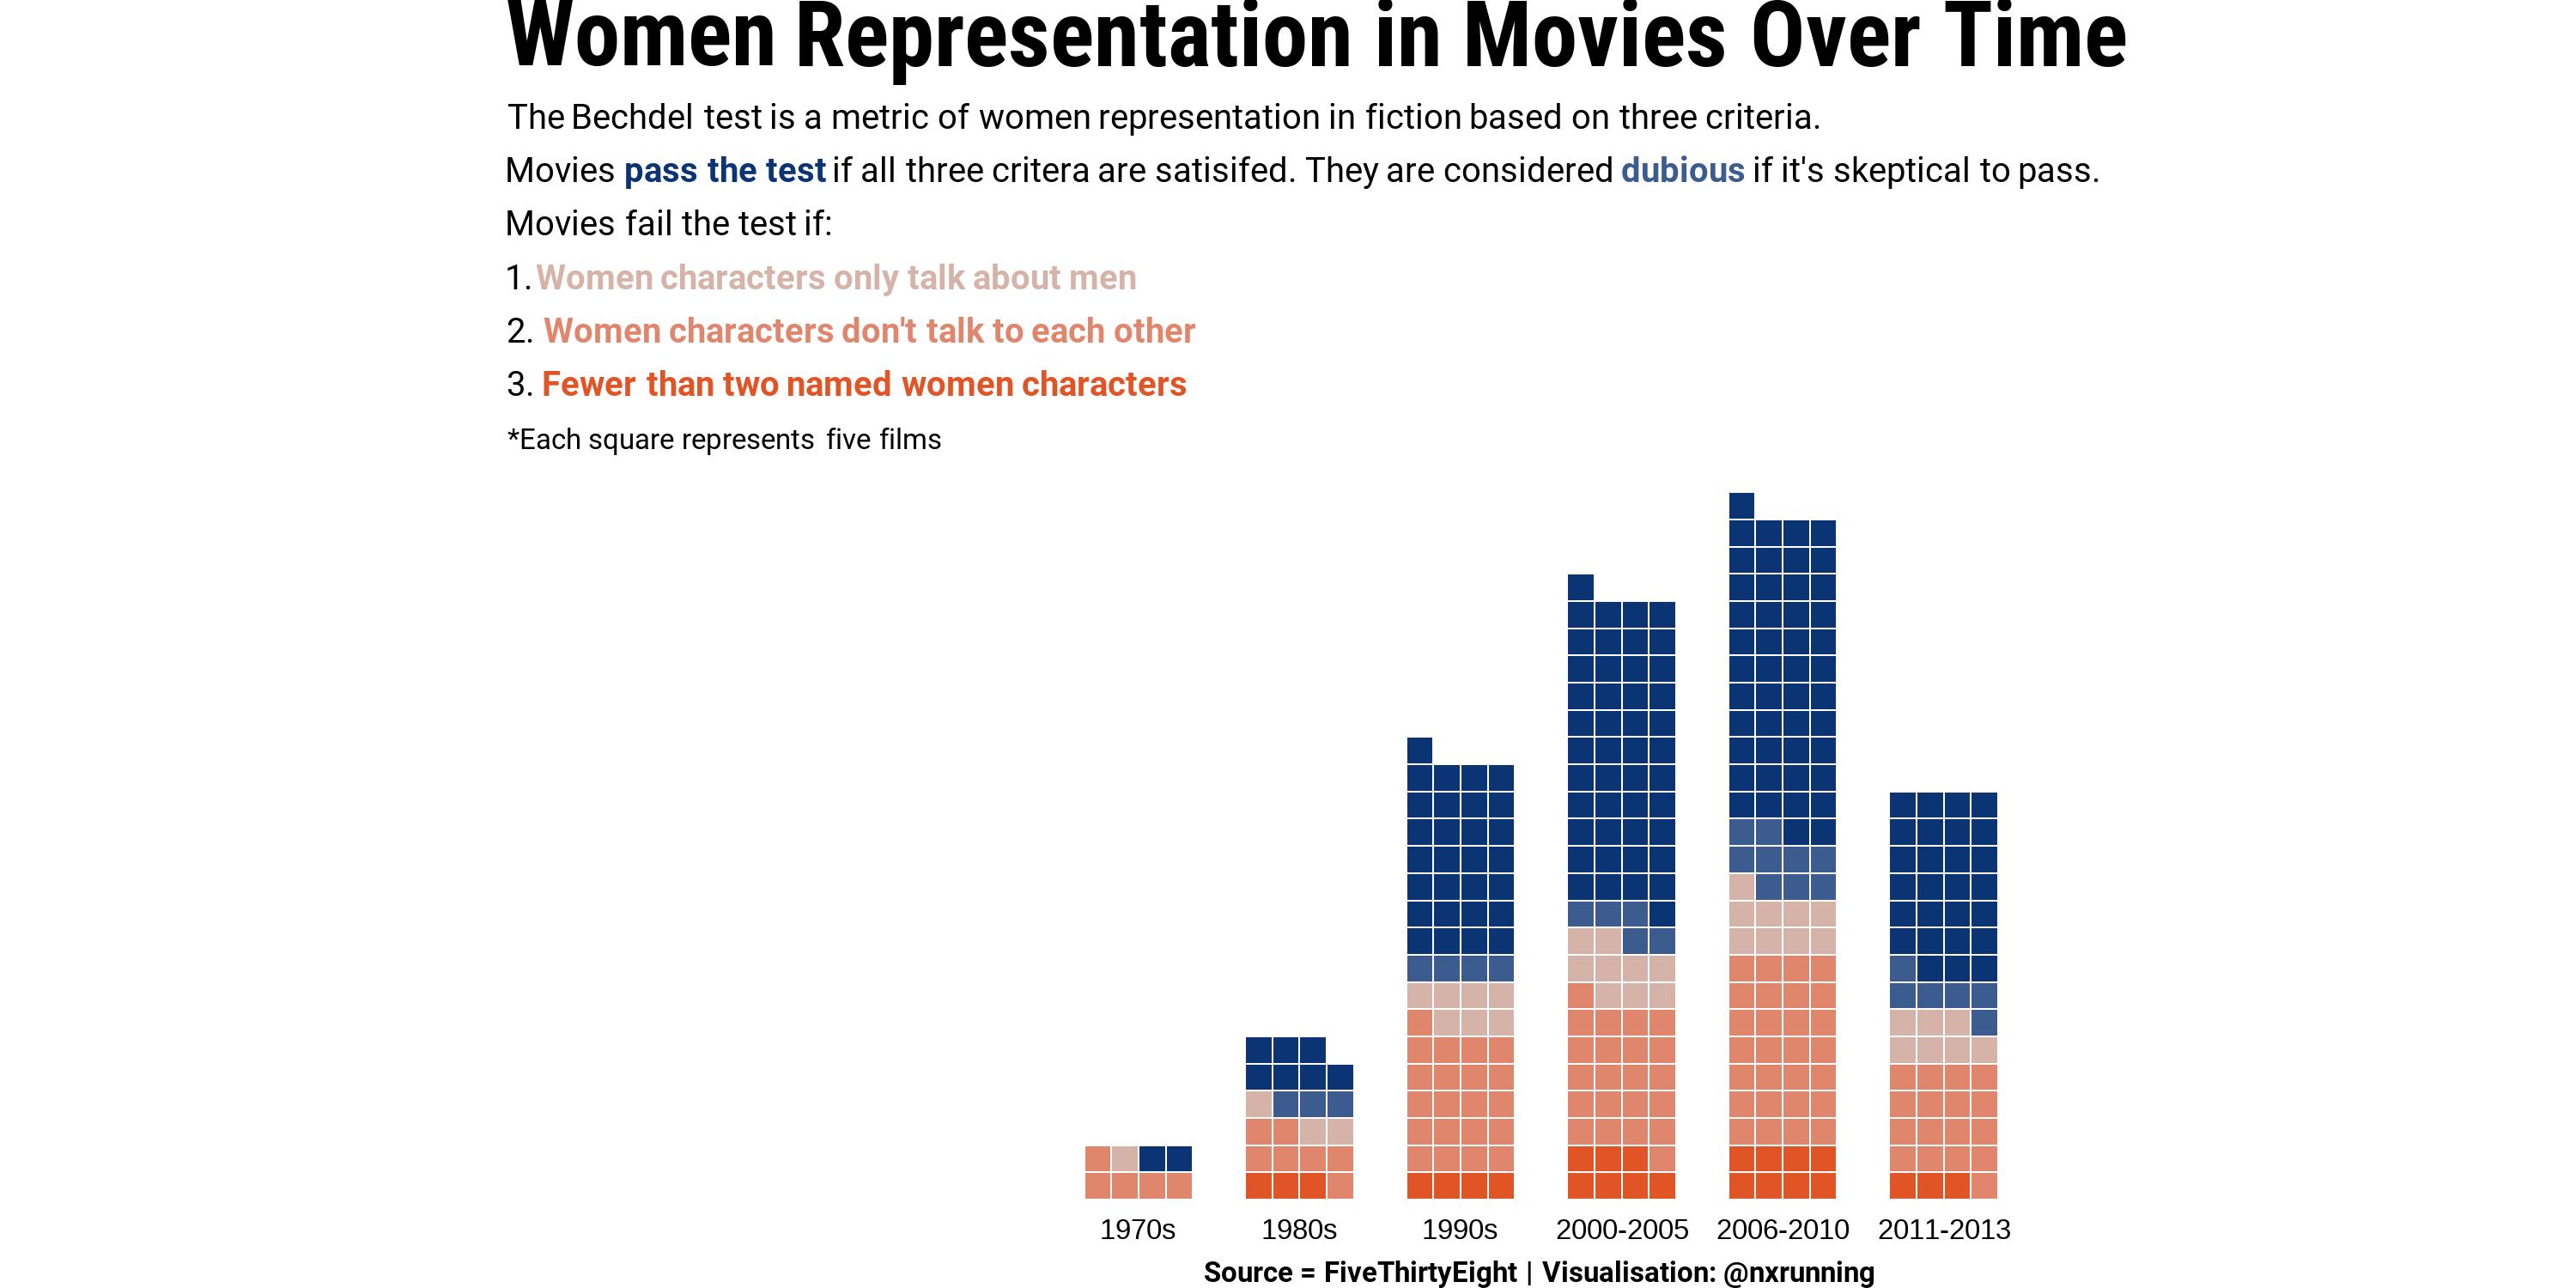 Women Representation in Movies Over Time
The Bechdel test is a metric of women representation in fiction based on three criteria.
Movies pass the test if all three critera are satisifed. They are considered dubious if it's skeptical to pass.
Movies fail the test if:
1. Women characters only talk about men
2. Women characters don't talk to each other
3. Fewer than two named women characters
*Each square represents five films
1970s 1980s 1990s 2000-2005 2006-2010 2011-2013
Source = FiveThirtyEight | Visualisation: @nxrunning